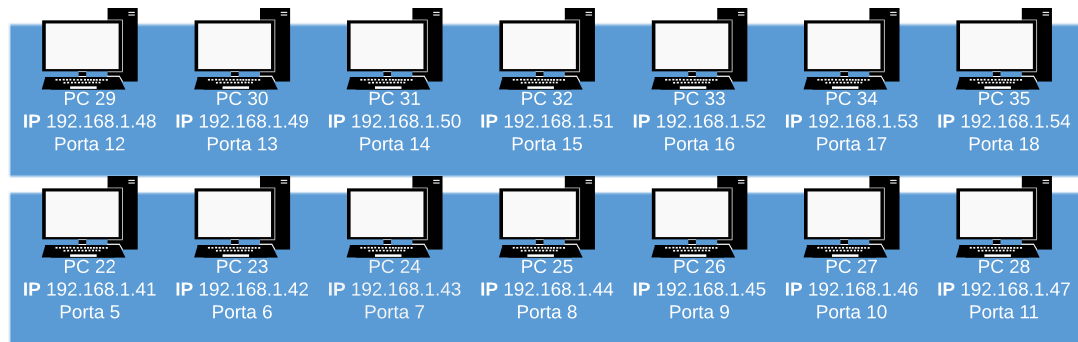 PC 29 PC 30 PC 31 PC 32 PC 33 PC 34 PC 35
IP 192.168.1.48 IP 192.168.1.49 IP 192.168.1.50 IP 192.168.1.51 IP 192.168.1.52 IP 192.168.1.53 IP 192.168.1.54
Porta 12 Porta 13 Porta 14 Porta 15 Porta 16 Porta 17 Porta 18
PC 22 PC 23 PC 24 PC 25 PC 26 PC 27 PC 28
IP 192.168.1.41 IP 192.168.1.42 IP 192.168.1.43 IP 192.168.1.44 IP 192.168.1.45 IP 192.168.1.46 IP 192.168.1.47
Porta 5 Porta 6 Porta 7 Porta 8 Porta 9 Porta 10 Porta 11